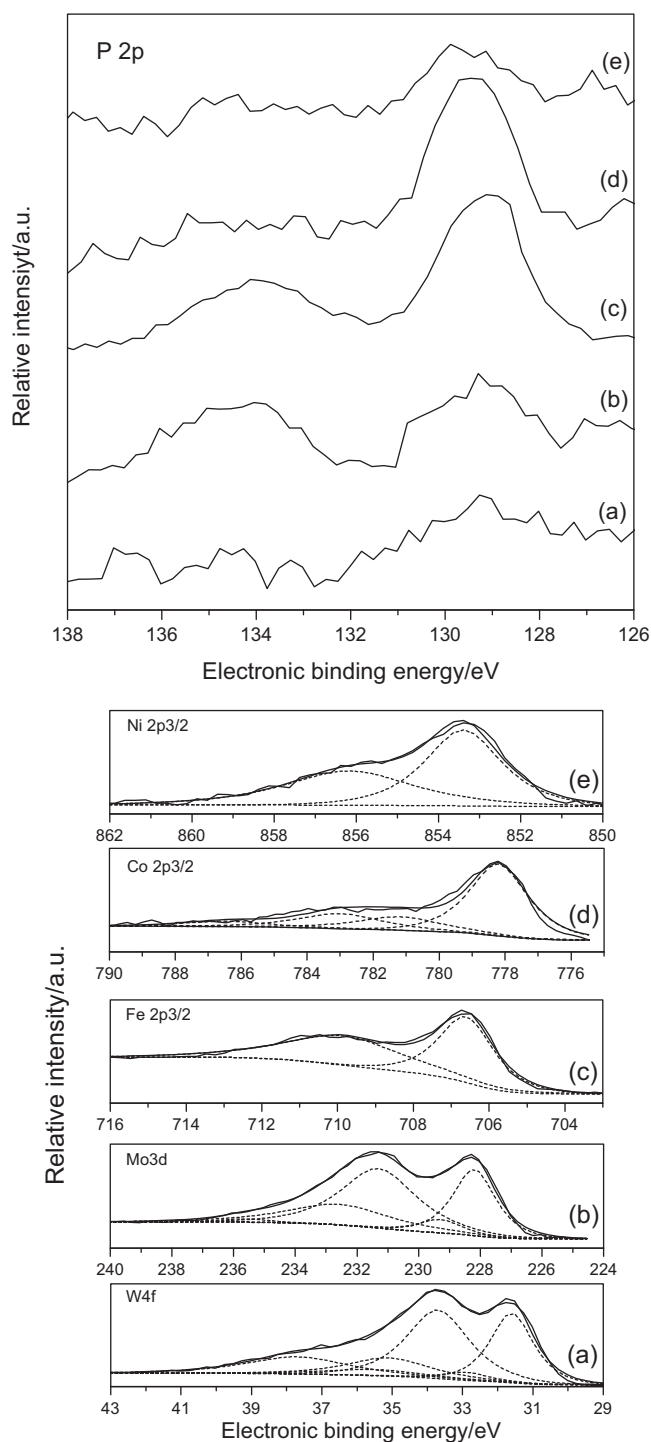 P 2p
(e)
(d)
(c)
(b)
(a)
Relative intensiyt/a.u.
138 136 134 132 130 128 126
Electronic binding energy/eV
Ni 2p3/2
(e)
862 860 858 856 854 852 850
Co 2p3/2
(d)
790 788 786 784 782 780 778 776
Fe 2p3/2
(c)
716 714 712 710 708 706 704
Mo3d
(b)
240 238 236 234 232 230 228 226 224
W4f
(a)
43 41 39 37 35 33 31 29
Relative intensity/a.u.
Electronic binding energy/eV